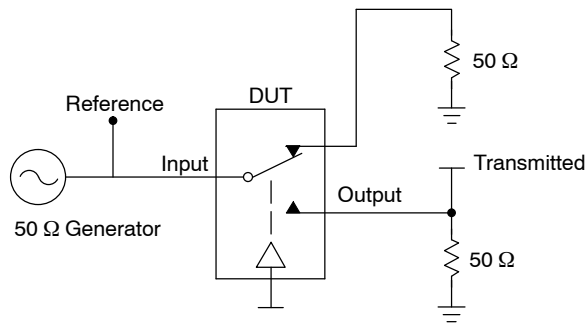 50 Ω
Reference
DUT
Input
Transmitted
Output
50 Ω Generator
50 Ω